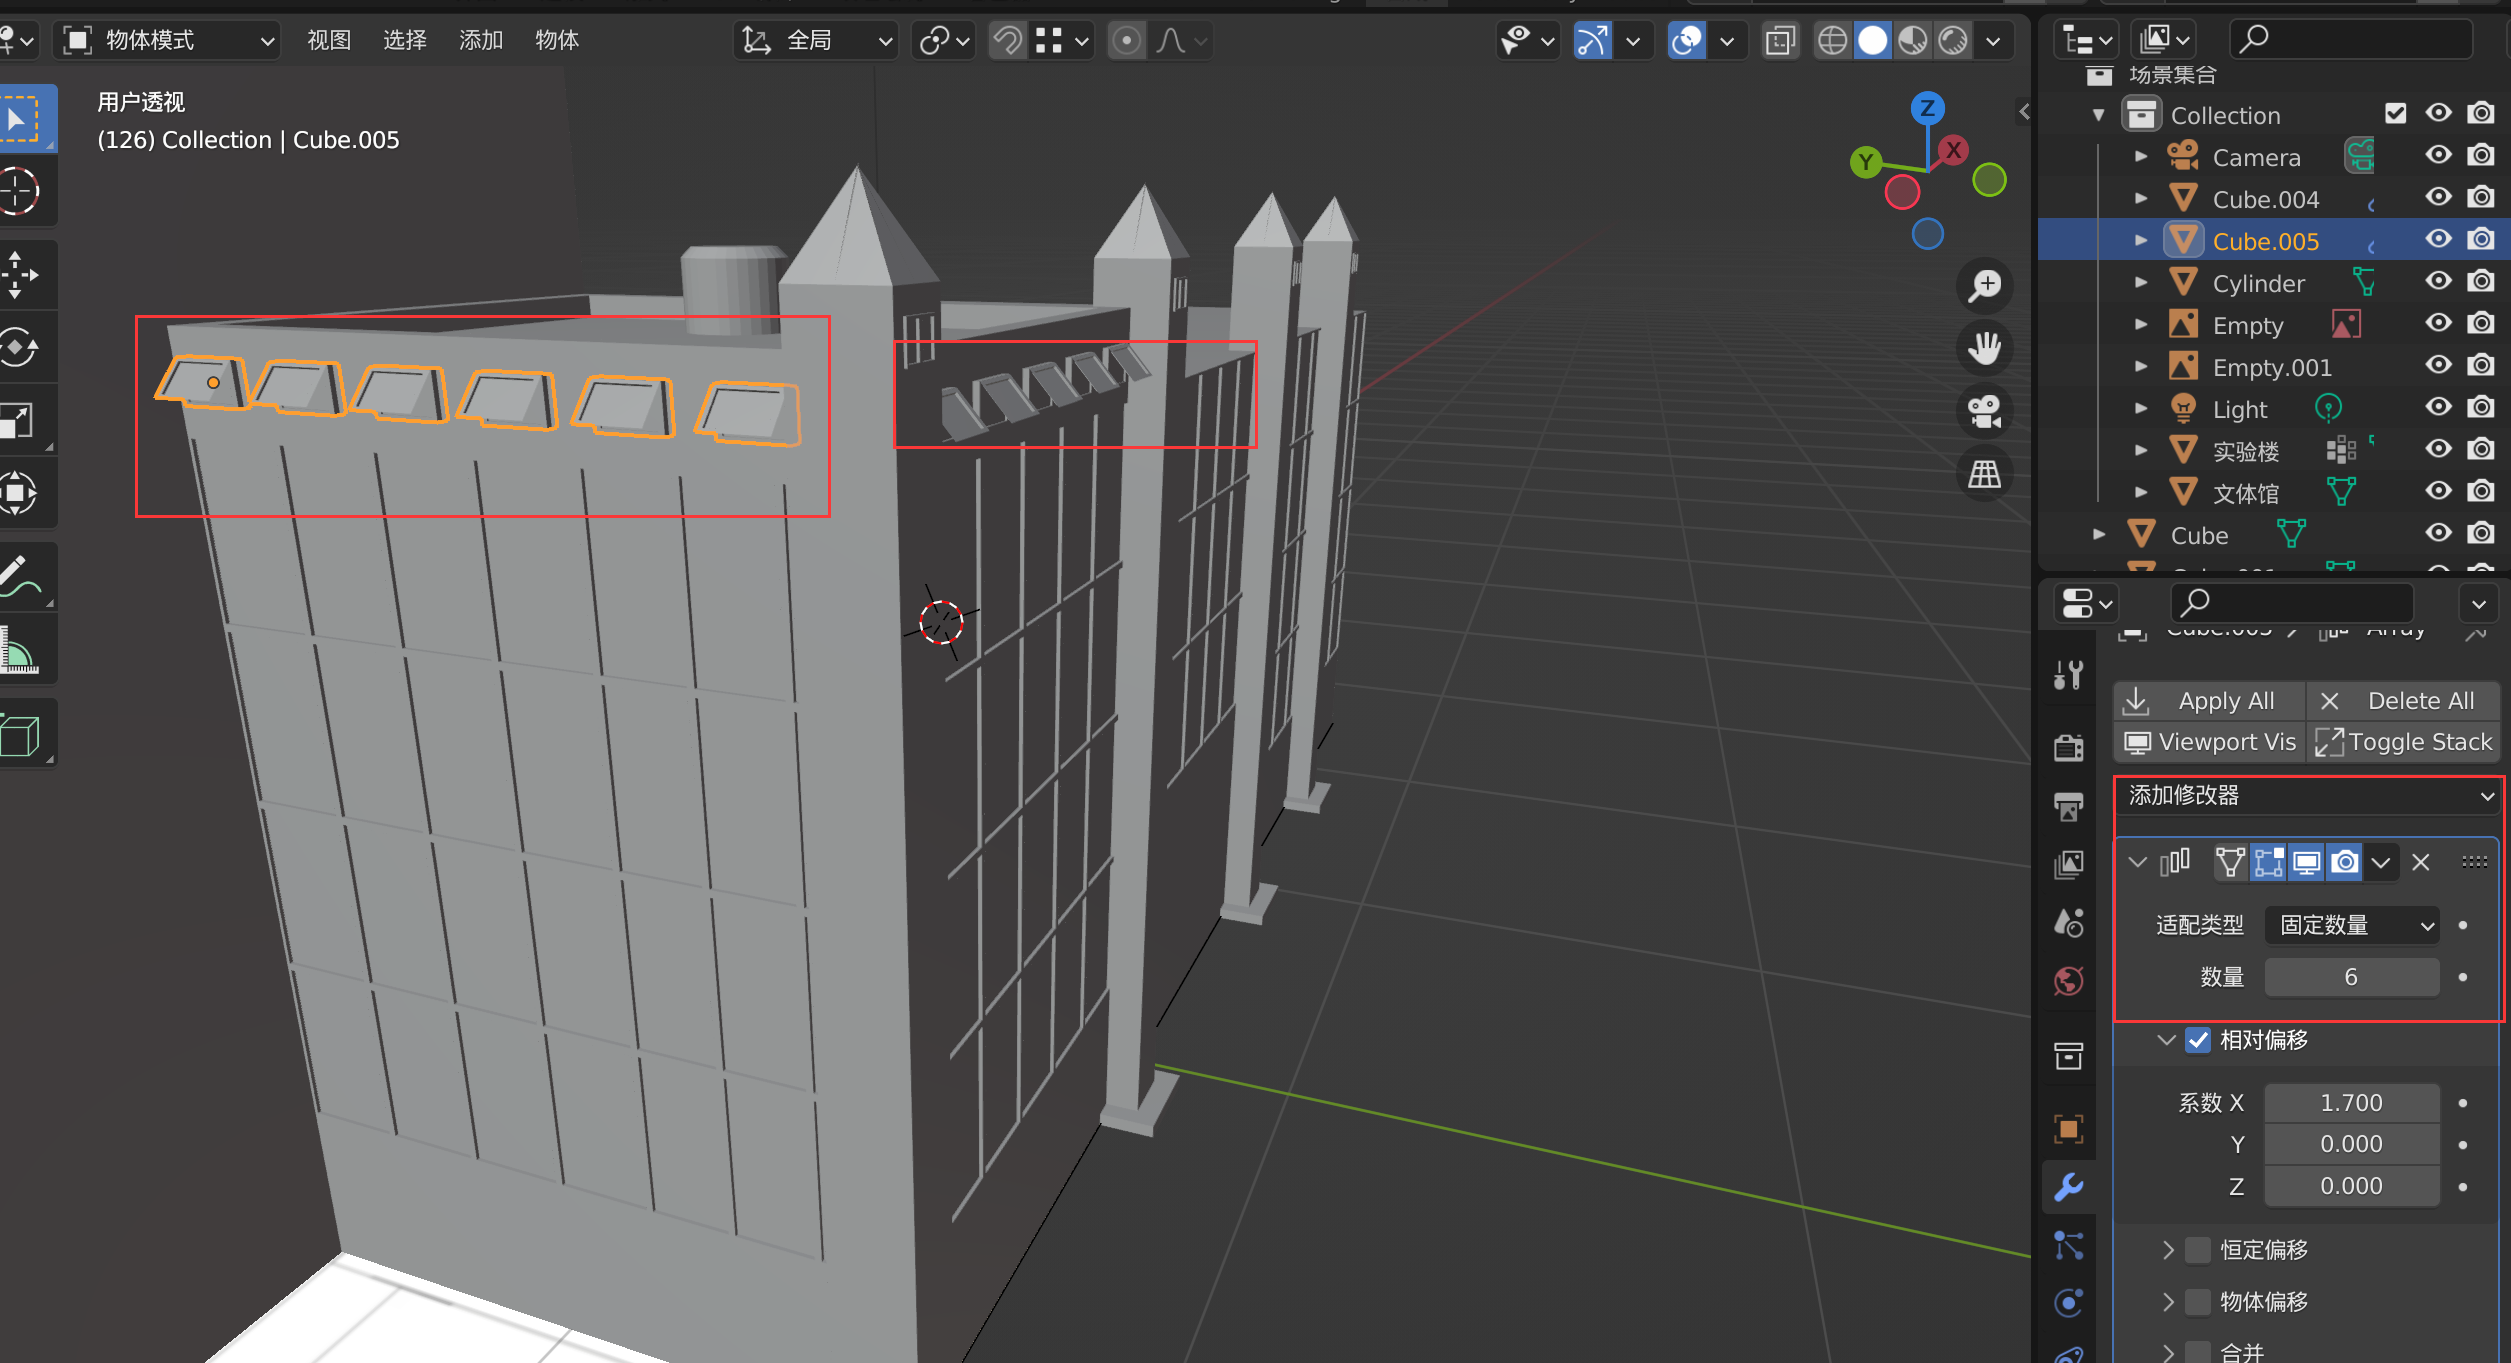 物体模式
视图
选择
添加
物体
全局
用户透视
(126) Collection | Cube.005
Z
X
Y
场景集合
Collection
Camera
Cube.004
Cube.005
Cylinder
Empty
Empty.001
Light
实验楼
文体馆
Cube
Cube.005
Array
Apply All
Delete All
Viewport Vis
Toggle Stack
添加修改器
适配类型
固定数量
数量
6
相对偏移
系数 X
1.700
Y
0.000
Z
0.000
恒定偏移
物体偏移
合并